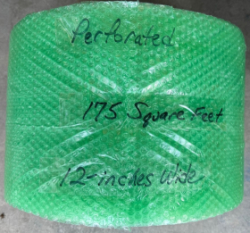 Perforated
175 Square Feet
12-inches Wide